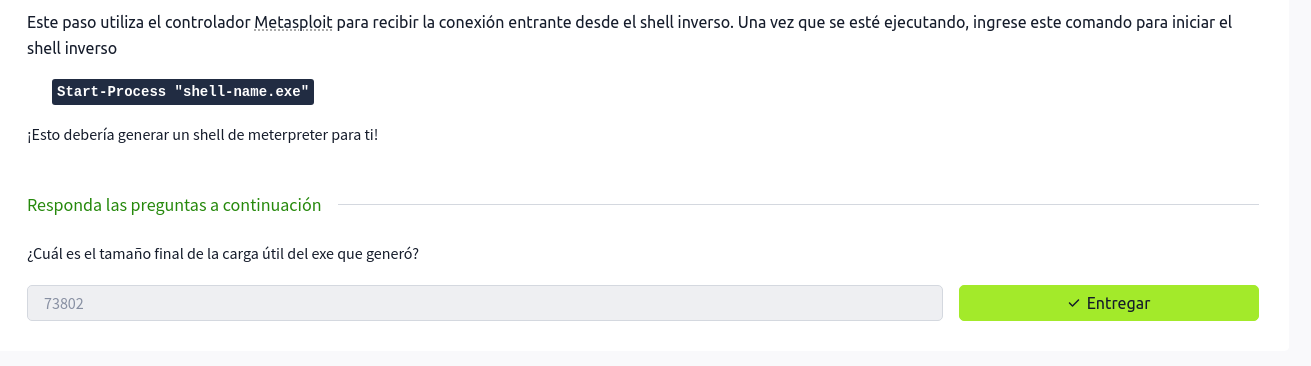 Este paso utiliza el controlador Metasploit para recibir la conexión entrante desde el shell inverso. Una vez que se esté ejecutando, ingrese este comando para iniciar el
shell inverso
Start-Process "shell-name.exe"
¡Esto debería generar un shell de meterpreter para ti!
Responda las preguntas a continuación
¿Cuál es el tamaño final de la carga útil del exe que generó?
73802
Entregar